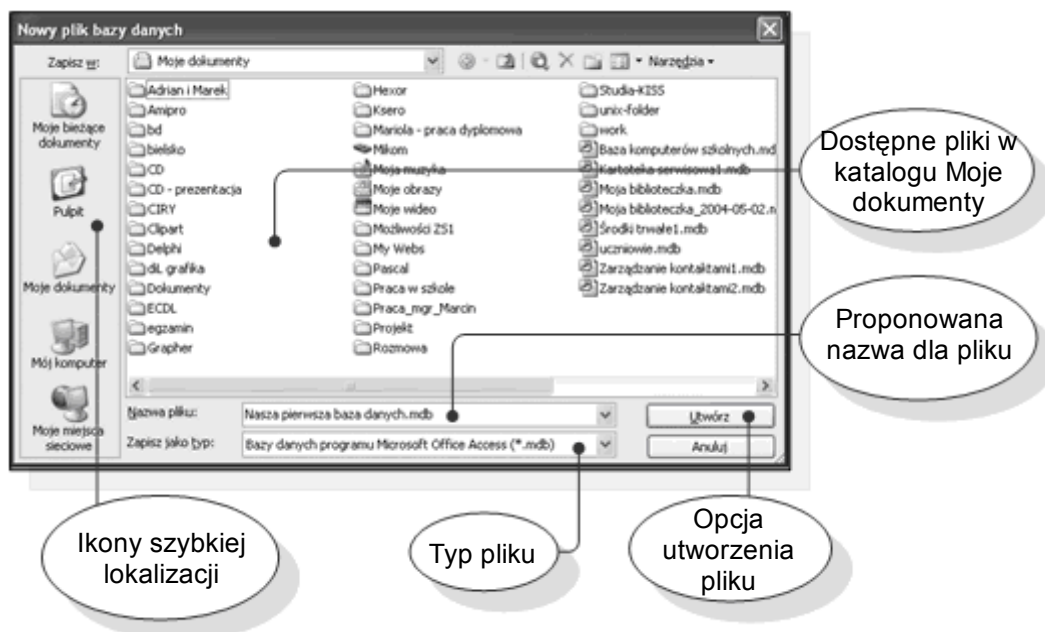 Nowy plik bazy danych
Zapisz w:
Moje dokumenty
Narzędzia
Moje bieżące
dokumenty
Pulpit
Moje dokumenty
Mój komputer
Moje miejsca
sieciowe
Adrian i Marek
Amipro
bd
bielsko
CD
CD - prezentacja
CIRY
Clipart
Delphi
diL grafika
Dokumenty
ECDL
egzamin
Grapher
Hexor
Ksero
Mariola - praca dyplomowa
Mikom
Moja muzyka
Moje obrazy
Moje wideo
Możliwości ZS1
My Webs
Pascal
Praca w szkole
Praca_mgr_Marcin
Projekt
Rozmowa
Studia-KISS
unix-folder
work
Baza komputerów szkolnych.md
Kartoteka serwisowa1.mdb
Moja biblioteczka.mdb
Moja biblioteczka_2004-05-02.n
Środki trwałe1.mdb
uczniowie.mdb
Zarządzanie kontaktami1.mdb
Zarządzanie kontaktami2.mdb
Nazwa pliku:
Nasza pierwsza baza danych.mdb
Utwórz
Zapisz jako typ:
Bazy danych programu Microsoft Office Access (*.mdb)
Anuluj
Dostępne pliki w
katalogu Moje
dokumenty
Proponowana
nazwa dla pliku
Ikony szybkiej
lokalizacji
Typ pliku
Opcja
utworzenia
pliku